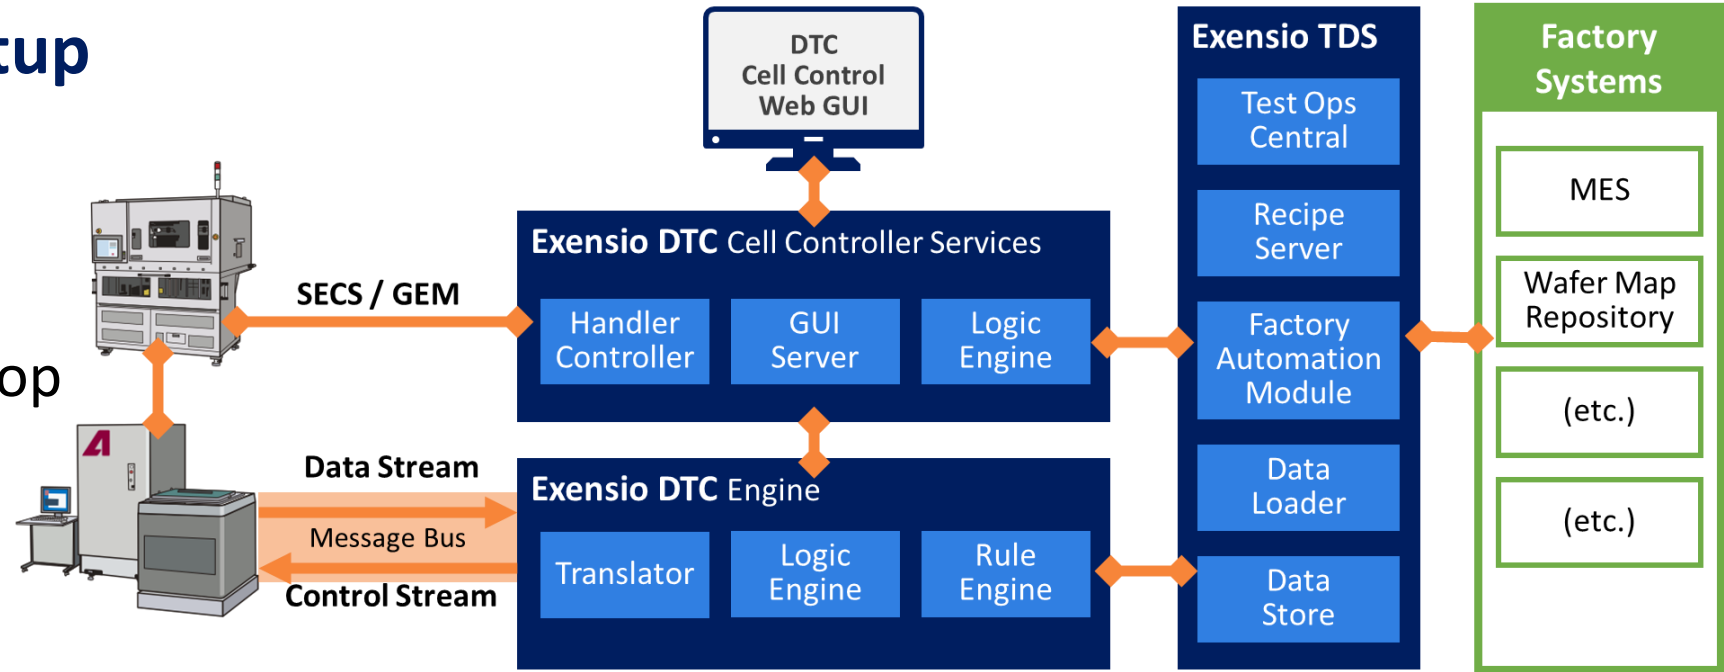 tup
op
DTC
Cell Control
Web GUI
SECS / GEM
Exensio DTC Cell Controller Services
Handler
Controller
GUI
Server
Logic
Engine
Data Stream
Message Bus
Control Stream
Exensio DTC Engine
Translator
Logic
Engine
Rule
Engine
Exensio TDS
Test Ops
Central
Recipe
Server
Factory
Automation
Module
Data
Loader
Data
Store
Factory
Systems
MES
Wafer Map
Repository
(etc.)
(etc.)